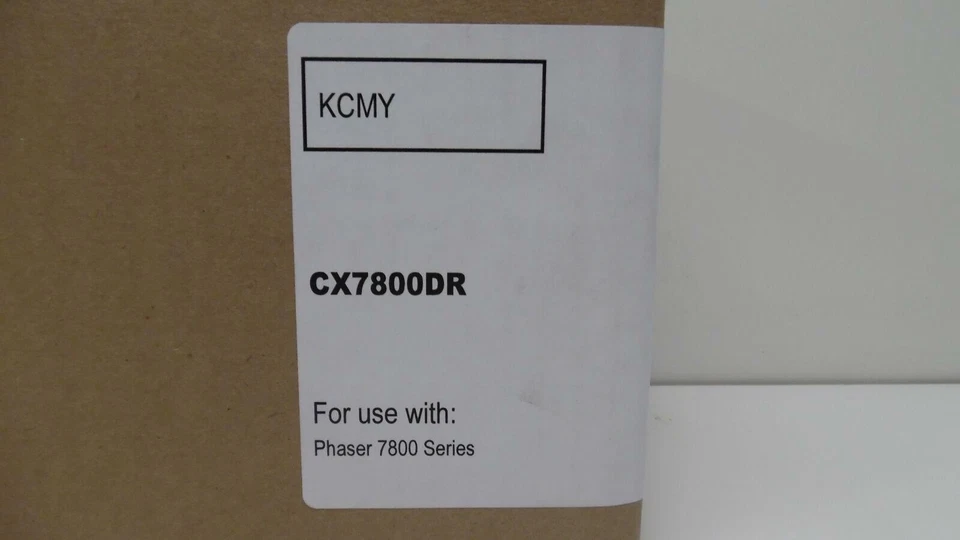 KCMY
CX7800DR
For use with:
Phaser 7800 Series